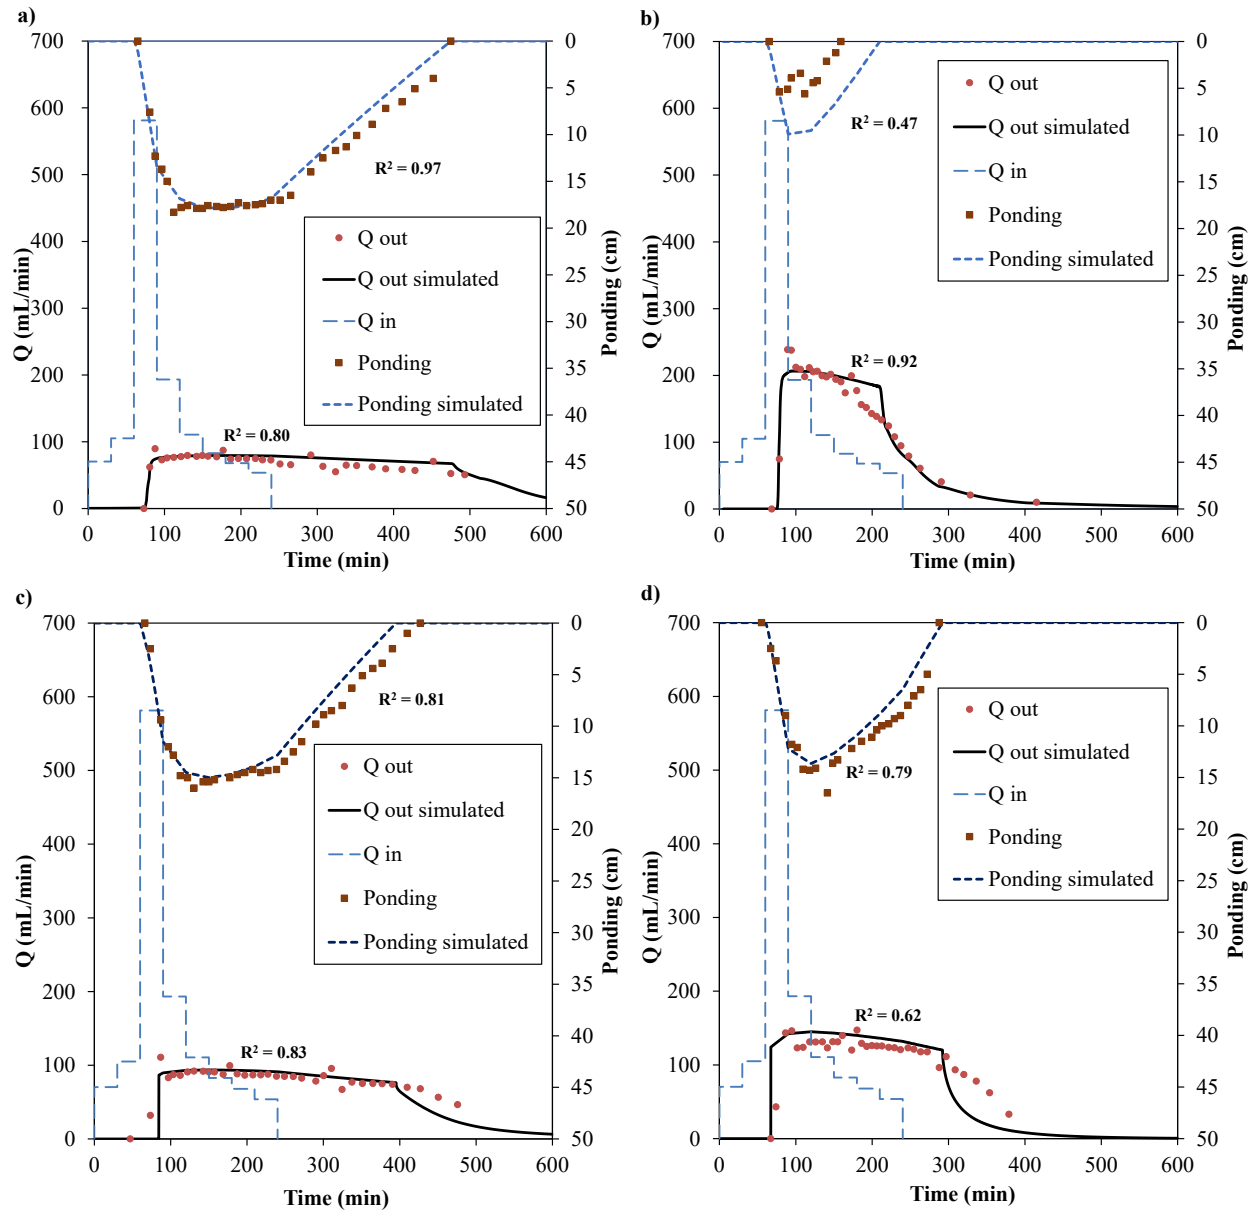 a)
700
600
500
400
300
200
100
0
Q (mL/min)
0
5
10
15
20
25
30
35
40
45
50
Ponding (cm)
R² = 0.97
Q out
Q out simulated
Q in
Ponding
Ponding simulated
R² = 0.80
0 100 200 300 400 500 600
Time (min)
b)
700
600
500
400
300
200
100
0
Q (mL/min)
0
5
10
15
20
25
30
35
40
45
50
Ponding (cm)
Q out
Q out simulated
Q in
Ponding
Ponding simulated
R² = 0.47
R² = 0.92
0 100 200 300 400 500 600
Time (min)
c)
700
600
500
400
300
200
100
0
Q (mL/min)
0
5
10
15
20
25
30
35
40
45
50
Ponding (cm)
R² = 0.81
Q out
Q out simulated
Q in
Ponding
Ponding simulated
R² = 0.83
0 100 200 300 400 500 600
Time (min)
d)
700
600
500
400
300
200
100
0
Q (mL/min)
0
5
10
15
20
25
30
35
40
45
50
Ponding (cm)
Q out
Q out simulated
Q in
Ponding
Ponding simulated
R² = 0.79
R² = 0.62
0 100 200 300 400 500 600
Time (min)